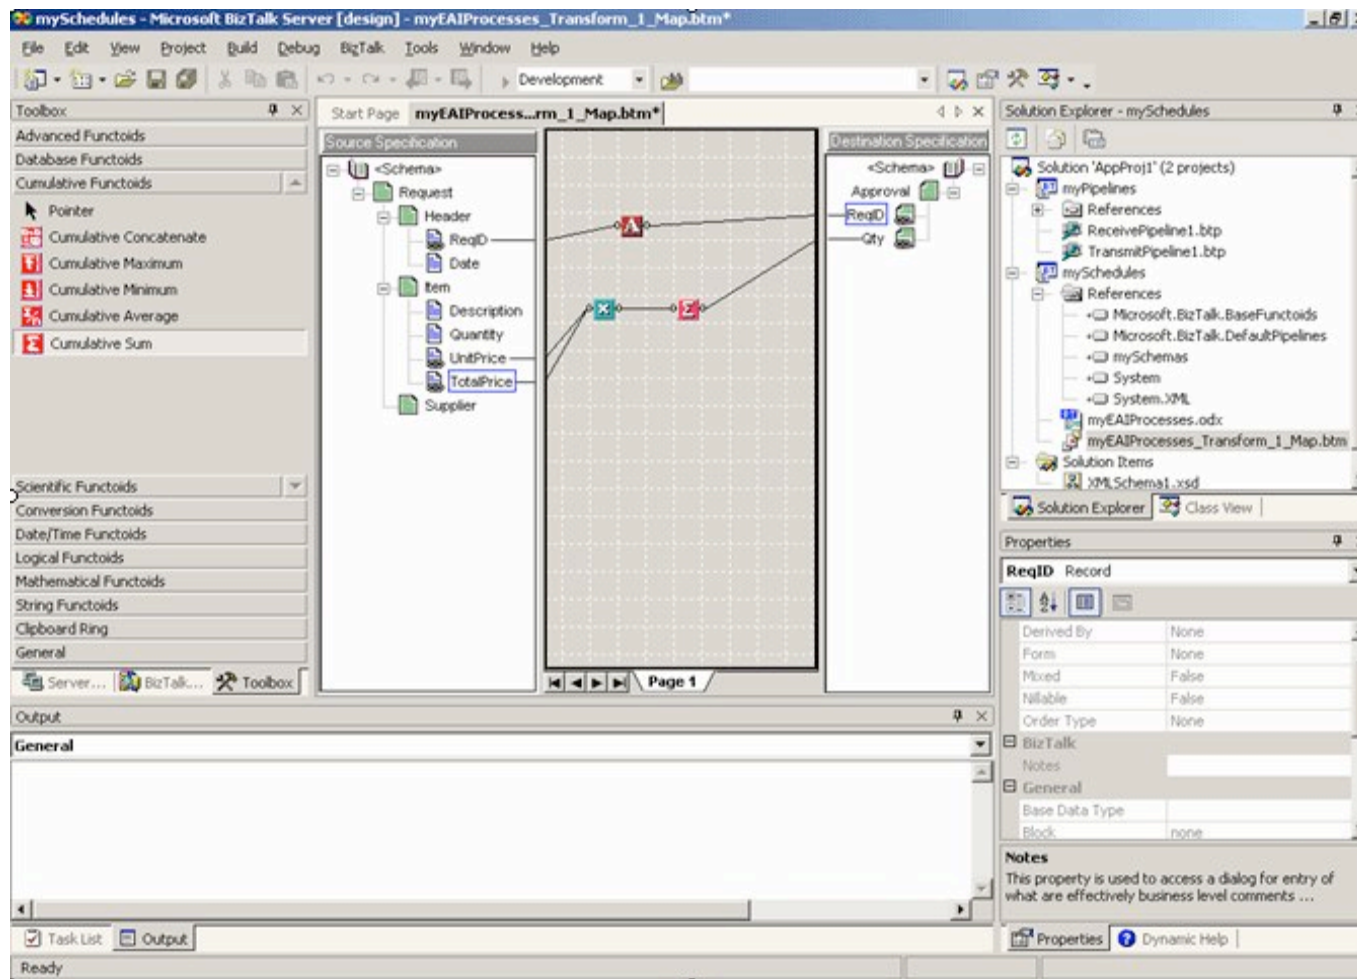 mySchedules - Microsoft BizTalk Server [design] - myEAIProcesses_Transform_1_Map.btm*
File Edit View Project Build Debug BizTalk Tools Window Help
Development
Toolbox
Advanced Functoids
Database Functoids
Cumulative Functoids
Pointer
Cumulative Concatenate
Cumulative Maximum
Cumulative Minimum
Cumulative Average
Cumulative Sum
Scientific Functoids
Conversion Functoids
Date/Time Functoids
Logical Functoids
Mathematical Functoids
String Functoids
Clipboard Ring
General
Server... BizTalk... Toolbox
Start Page myEAIProcess...rm_1_Map.btm*
Source Specification
<Schema>
Request
Header
ReqID
Date
Item
Description
Quantity
UnitPrice
TotalPrice
Supplier
Page 1
Destination Specification
<Schema>
Approval
ReqID
Qty
Solution Explorer - mySchedules
Solution 'AppProj1' (2 projects)
myPipelines
References
ReceivePipeline1.btp
TransmitPipeline1.btp
mySchedules
References
Microsoft.BizTalk.BaseFunctoids
Microsoft.BizTalk.DefaultPipelines
mySchemas
System
System.XML
myEAIProcesses.odx
myEAIProcesses_Transform_1_Map.btm
Solution Items
XMLSchema1.xsd
Solution Explorer Class View
Properties
ReqID Record
Derived By None
Form None
Mixed False
Nillable False
Order Type None
BizTalk
Notes
General
Base Data Type
Block none
Notes
This property is used to access a dialog for entry of
what are effectively business level comments ...
Properties Dynamic Help
Output
General
Task List Output
Ready